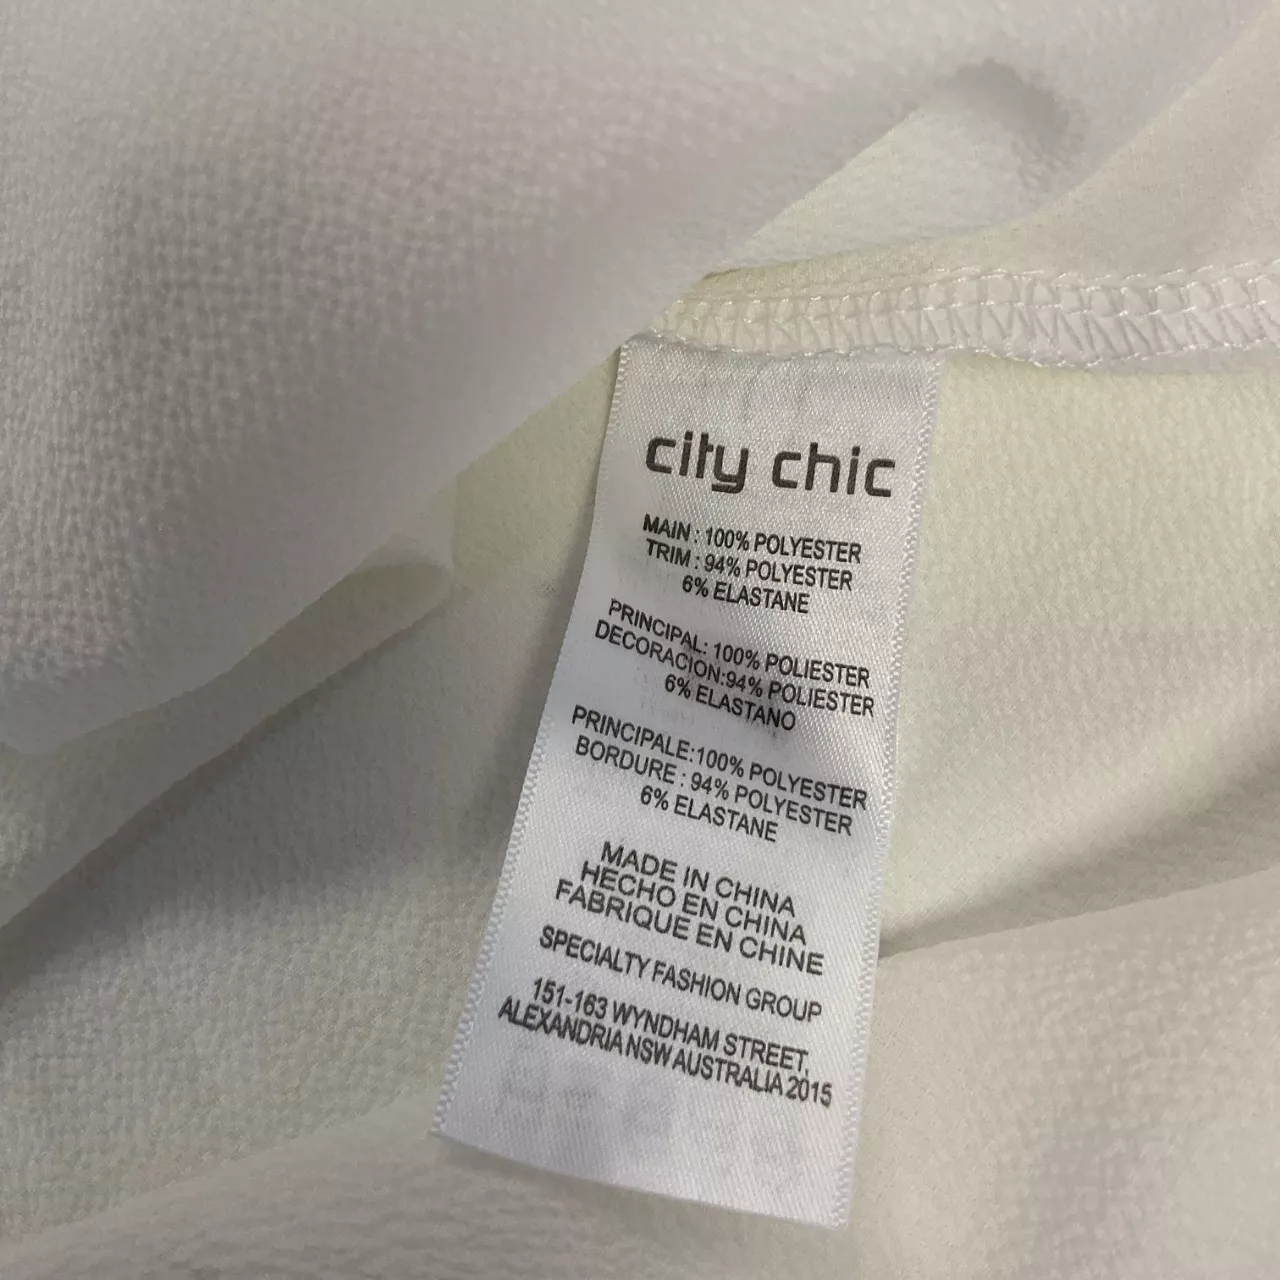 city chic
MAIN : 100% POLYESTER
TRIM : 94% POLYESTER
6% ELASTANE
PRINCIPAL: 100% POLIESTER
DECORACION:94% POLIESTER
6% ELASTANO
PRINCIPALE:100% POLYESTER
BORDURE : 94% POLYESTER
6% ELASTANE
MADE IN CHINA
HECHO EN CHINA
FABRIQUE EN CHINE
SPECIALTY FASHION GROUP
151-163 WYNDHAM STREET,
ALEXANDRIA NSW AUSTRALIA 2015